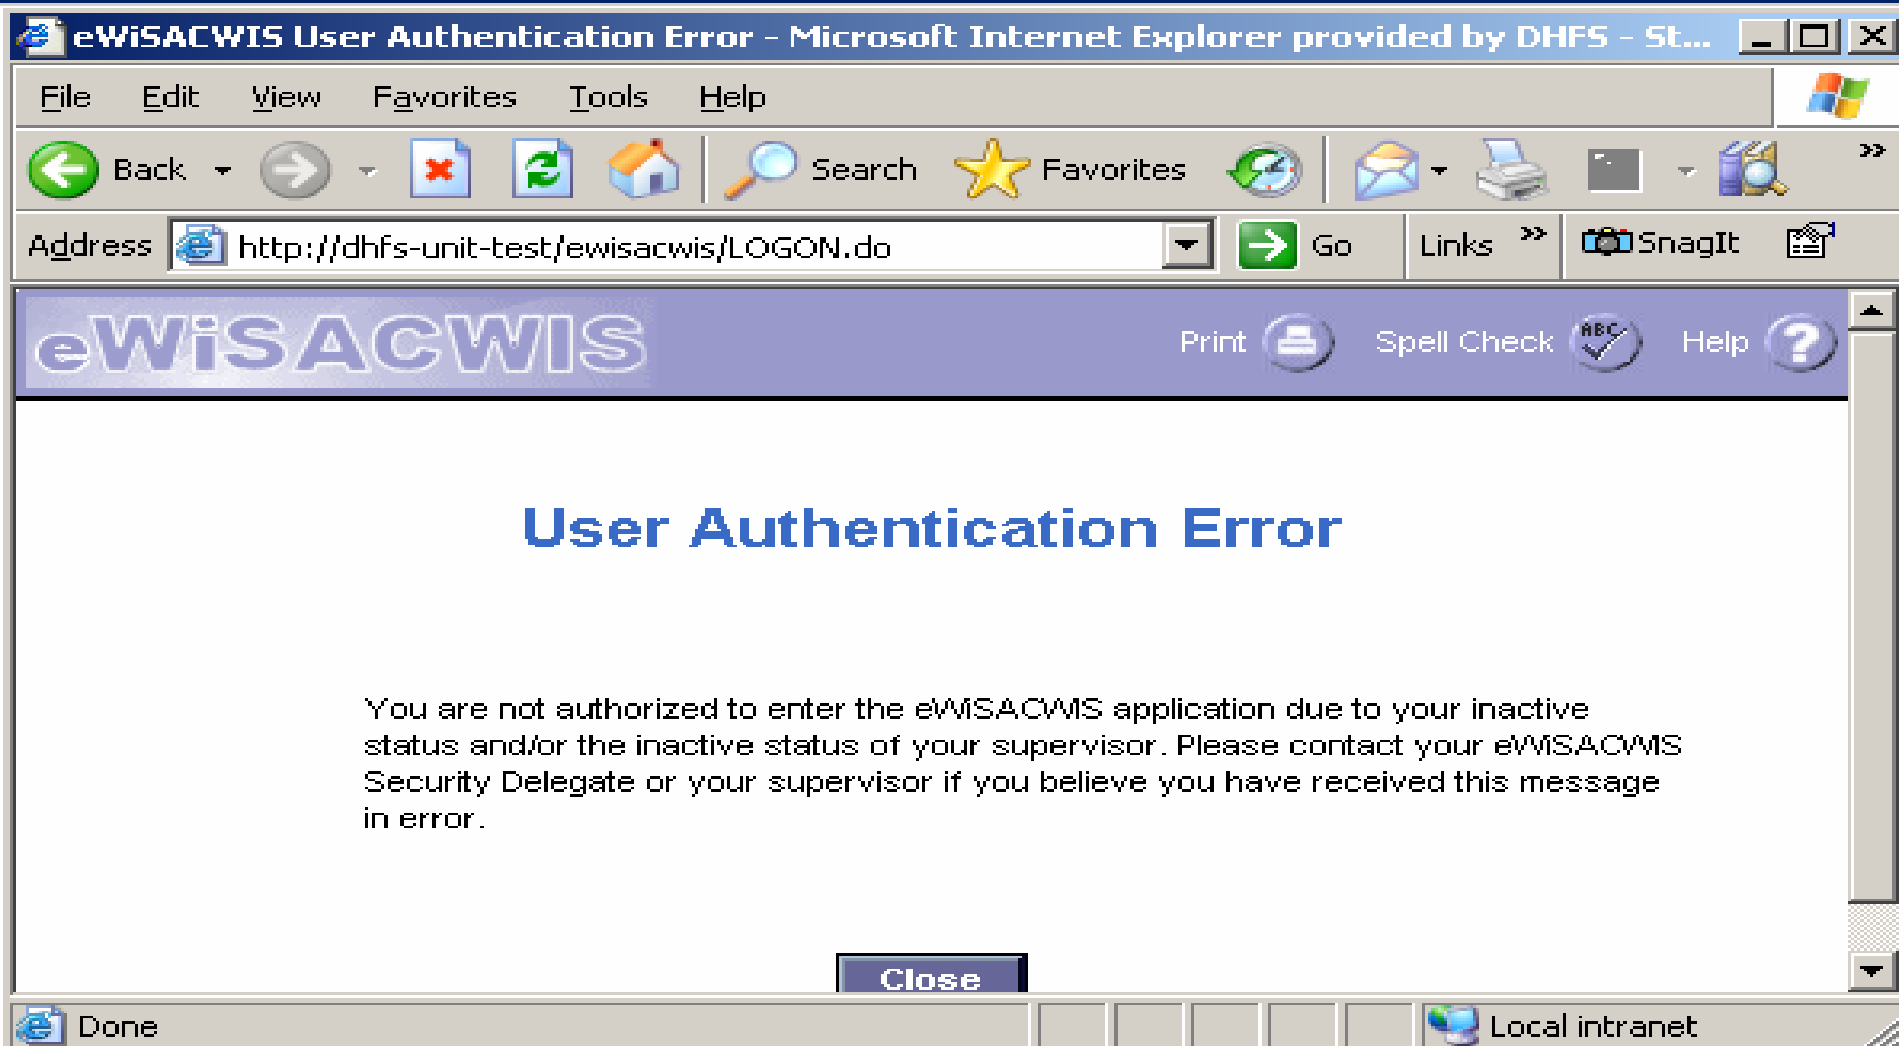 eWiSACWIS User Authentication Error - Microsoft Internet Explorer provided by DHFS - St...
File Edit View Favorites Tools Help
Back Search Favorites »
Address http://dhfs-unit-test/ewisacwis/LOGON.do Go Links » SnagIt
eWiSACWIS Print Spell Check ABC Help ?
User Authentication Error
You are not authorized to enter the eWiSACWIS application due to your inactive
status and/or the inactive status of your supervisor. Please contact your eWiSACWIS
Security Delegate or your supervisor if you believe you have received this message
in error.
Close
Done Local intranet